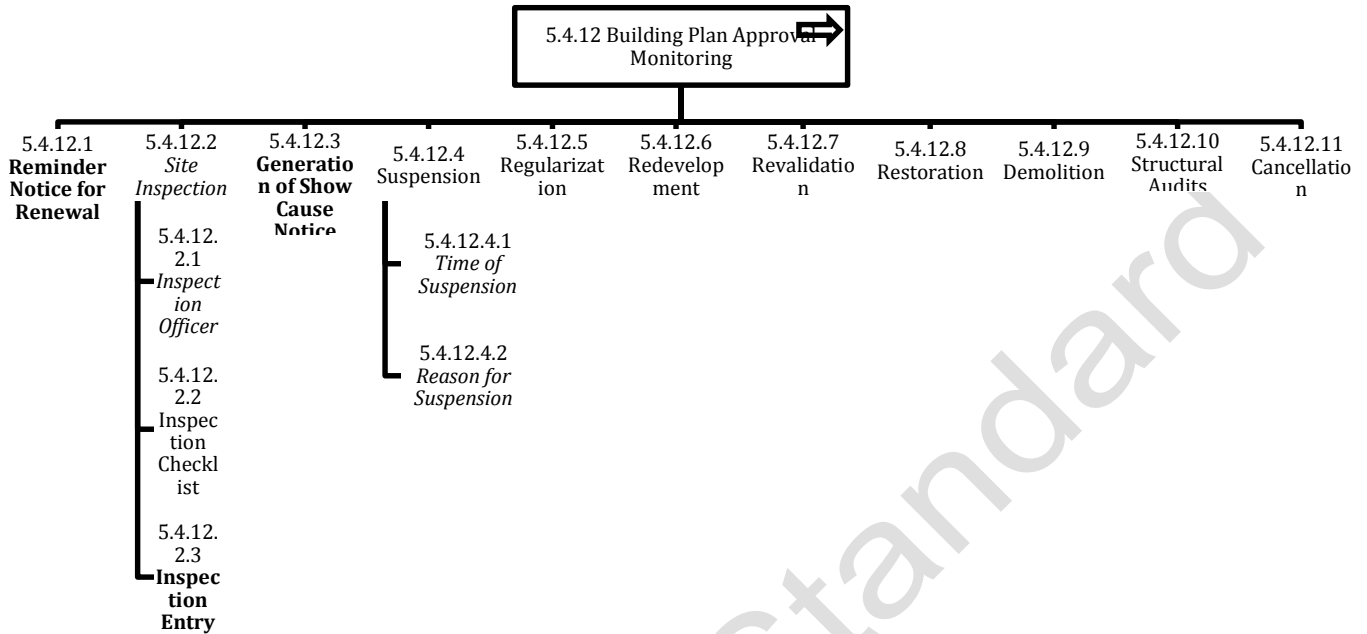 5.4.12 Building Plan Approval
Monitoring
5.4.12.1
Reminder
Notice for
Renewal
5.4.12.2
Site
Inspection
5.4.12.2.1
Inspect
ion
Officer
5.4.12.
2.2
Inspec
tion
Checkl
ist
5.4.12.
2.3
Inspec
tion
Entry
5.4.12.3
Generatio
n of Show
Cause
Notice
5.4.12.4
Suspension
5.4.12.4.1
Time of
Suspension
5.4.12.4.2
Reason for
Suspension
5.4.12.5
Regularizat
ion
5.4.12.6
Redevelop
ment
5.4.12.7
Revalidatio
n
5.4.12.8
Restoration
5.4.12.9
Demolition
5.4.12.10
Structural
Audits
5.4.12.11
Cancellatio
n
Standard